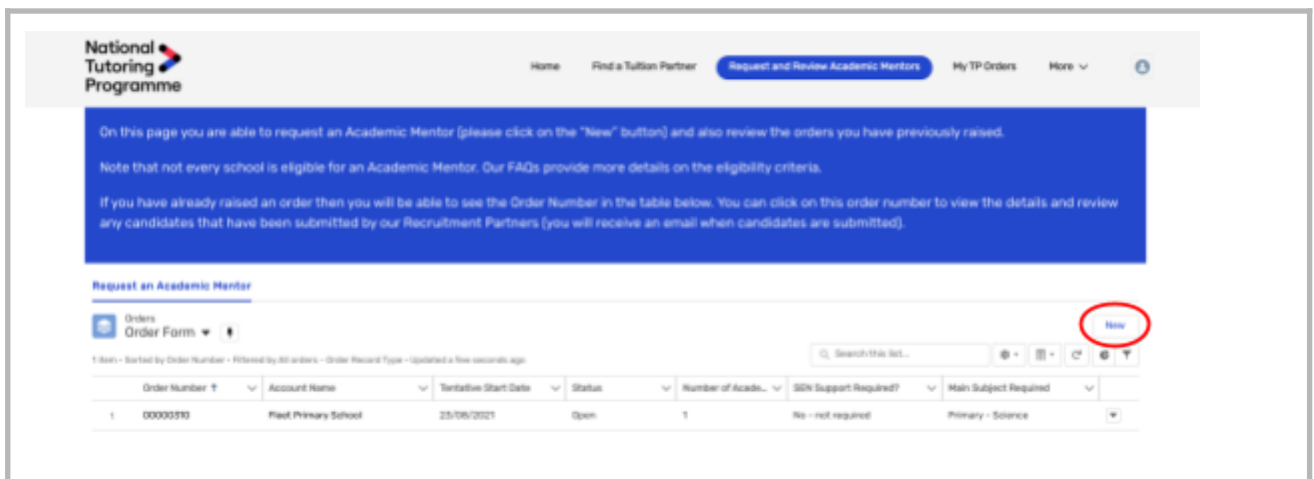 National
Tutoring
Programme
Home Find a Tuition Partner Request and Review Academic Mentors My TP Orders More
On this page you are able to request an Academic Mentor (please click on the "New" button) and also review the orders you have previously raised.
Note that not every school is eligible for an Academic Mentor. Our FAQs provide more details on the eligibility criteria.
If you have already raised an order then you will be able to see the Order Number in the table below. You can click on this order number to view the details and review
any candidates that have been submitted by our Recruitment Partners (you will receive an email when candidates are submitted).
Request an Academic Mentor
Orders
Order Form
New
1 item • Sorted by Order Number • Filtered by All orders - Order Record Type • Updated a few seconds ago
Search this list...
Order Number ↑ Account Name Tentative Start Date Status Number of Acade... SEN Support Required? Main Subject Required
1 00000310 Fleet Primary School 23/08/2021 Open 1 No - not required Primary - Science